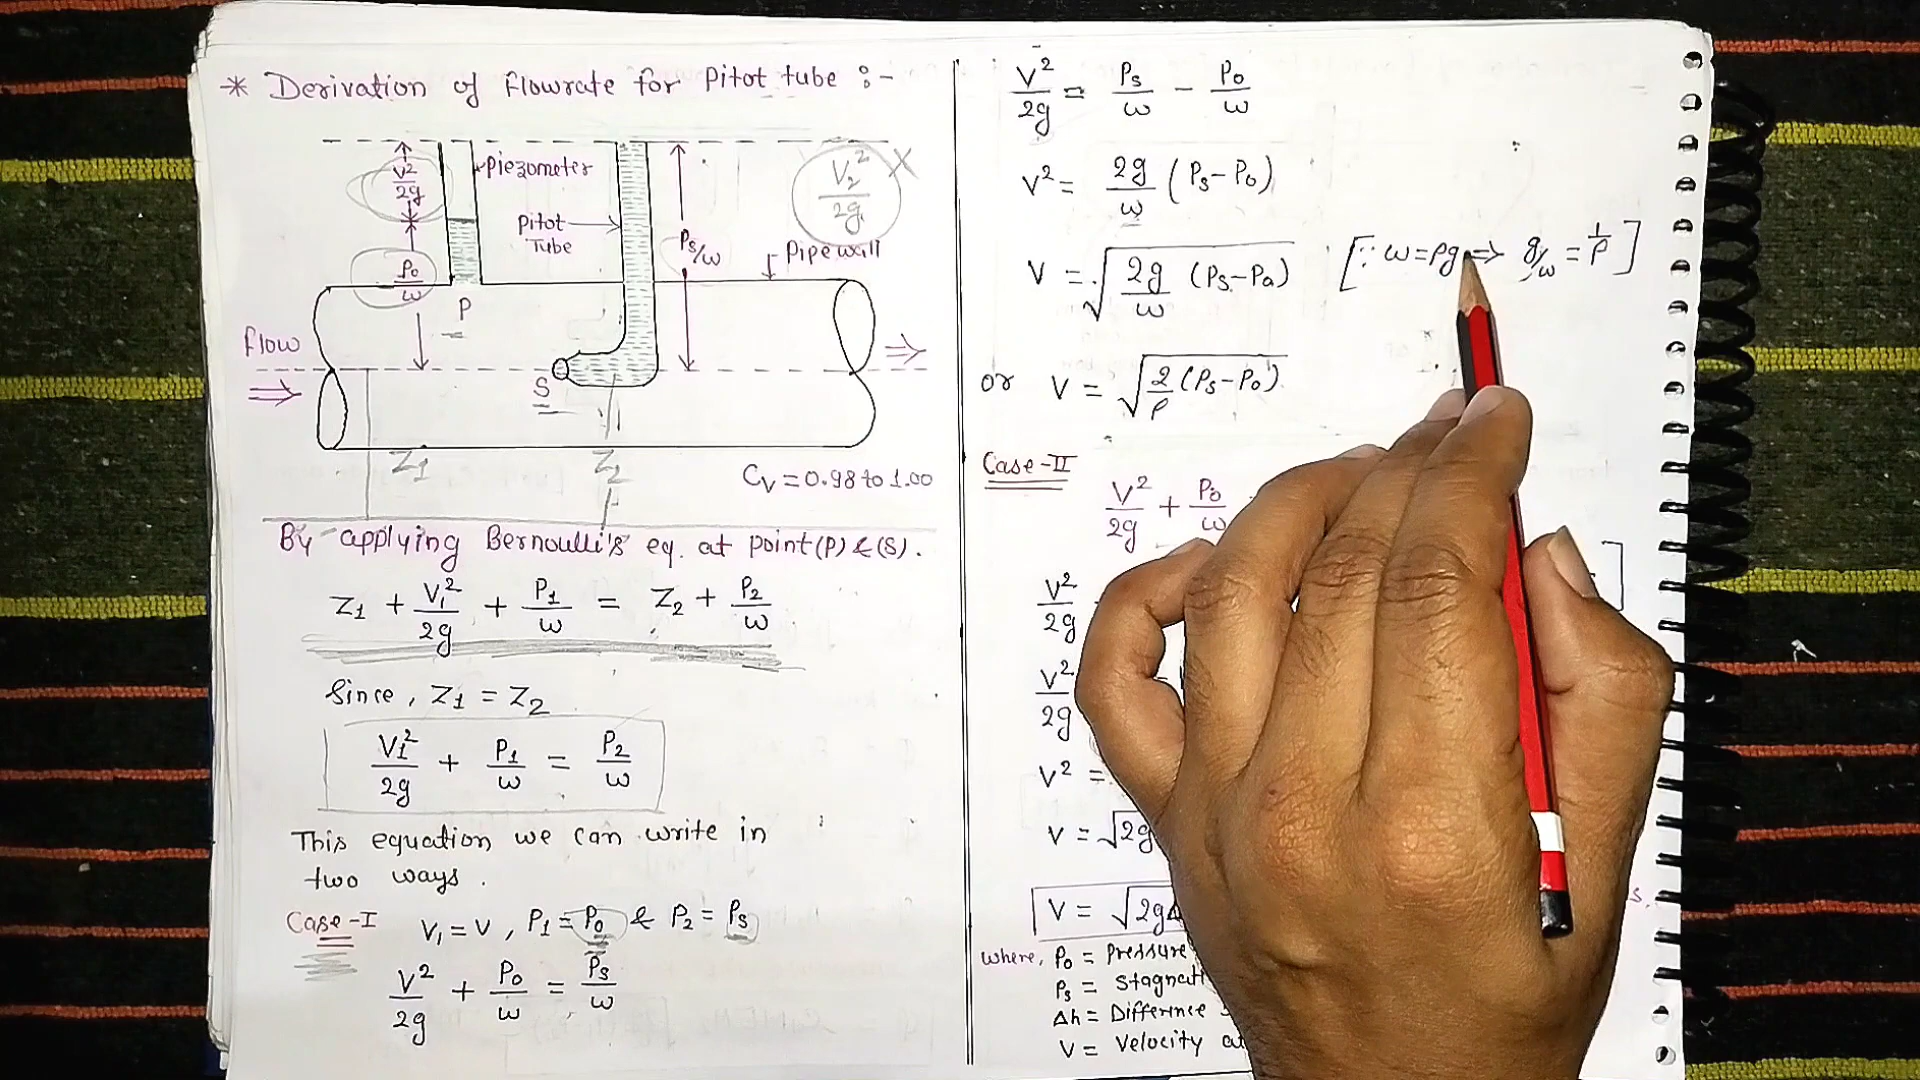 * Derivation of flowrate for Pitot tube :-
V²/2g
Piezometer
V₂²/2g X
Pitot Tube
Ps/ω
Pipe wall
Po/ω
P
flow
S
Z1 Z2
Cv = 0.98 to 1.00
By applying Bernoulli's eq. at point (P) & (S).
Z1 + V1²/2g + P1/ω = Z2 + P2/ω
Since, Z1 = Z2
V1²/2g + P1/ω = P2/ω
This equation we can write in
two ways.
Case-I V1 = V, P1 = Po & P2 = Ps
V²/2g + Po/ω = Ps/ω
V²/2g = Ps/ω - Po/ω
V² = 2g/ω (Ps-Po)
V = √2g/ω (Ps-Pa) [∵ ω=ρg => g/ω = 1/ρ]
or V = √2/ρ (Ps-Po)
Case-II
V²/2g + Po/ω
V²/2g
V²/2g
V² =
V = √2g
V = √2gΔ
where, Po = Pressure
Ps =
Δh = Difference
V = Velocity